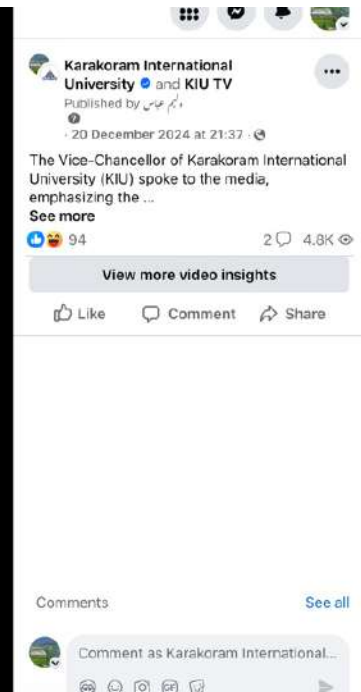 Karakoram International
University and KIU TV
Published by ولیم عباس
· 20 December 2024 at 21:37 ·
The Vice-Chancellor of Karakoram International
University (KIU) spoke to the media,
emphasizing the ...
See more
94 2 4.8K
View more video insights
Like Comment Share
Comments See all
Comment as Karakoram International...
GIF